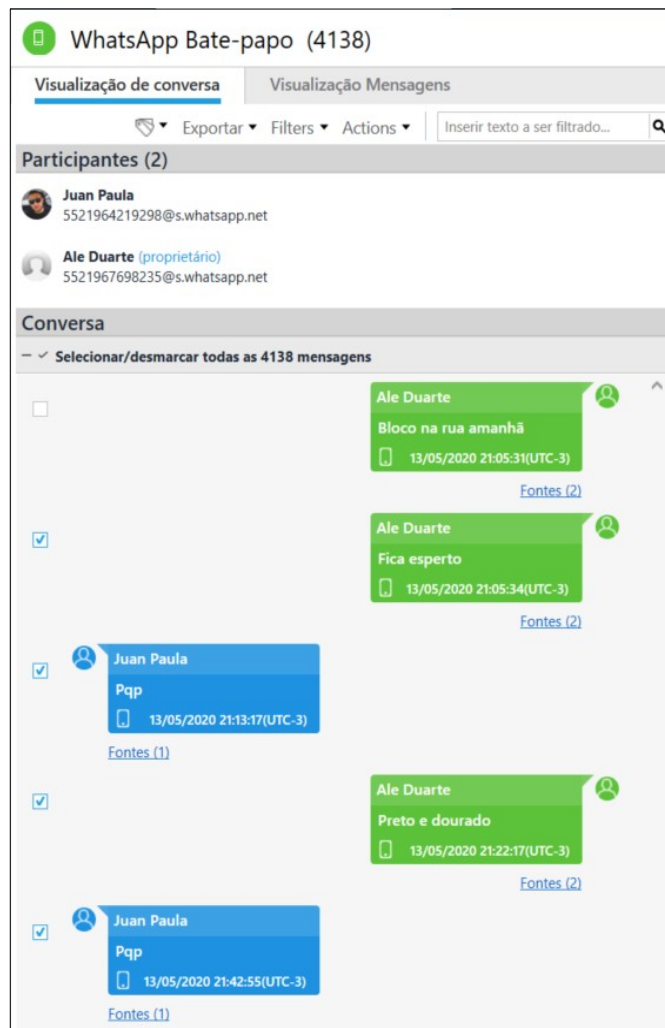 WhatsApp Bate-papo (4138)
Visualização de conversa Visualização Mensagens
Exportar Filters Actions Inserir texto a ser filtrado...
Participantes (2)
Juan Paula
5521964219298@s.whatsapp.net
Ale Duarte (proprietário)
5521967698235@s.whatsapp.net
Conversa
Selecionar/desmarcar todas as 4138 mensagens
Ale Duarte
Bloco na rua amanhã
13/05/2020 21:05:31(UTC-3)
Fontes (2)
Ale Duarte
Fica esperto
13/05/2020 21:05:34(UTC-3)
Fontes (2)
Juan Paula
Pqp
13/05/2020 21:13:17(UTC-3)
Fontes (1)
Ale Duarte
Preto e dourado
13/05/2020 21:22:17(UTC-3)
Fontes (2)
Juan Paula
Pqp
13/05/2020 21:42:55(UTC-3)
Fontes (1)